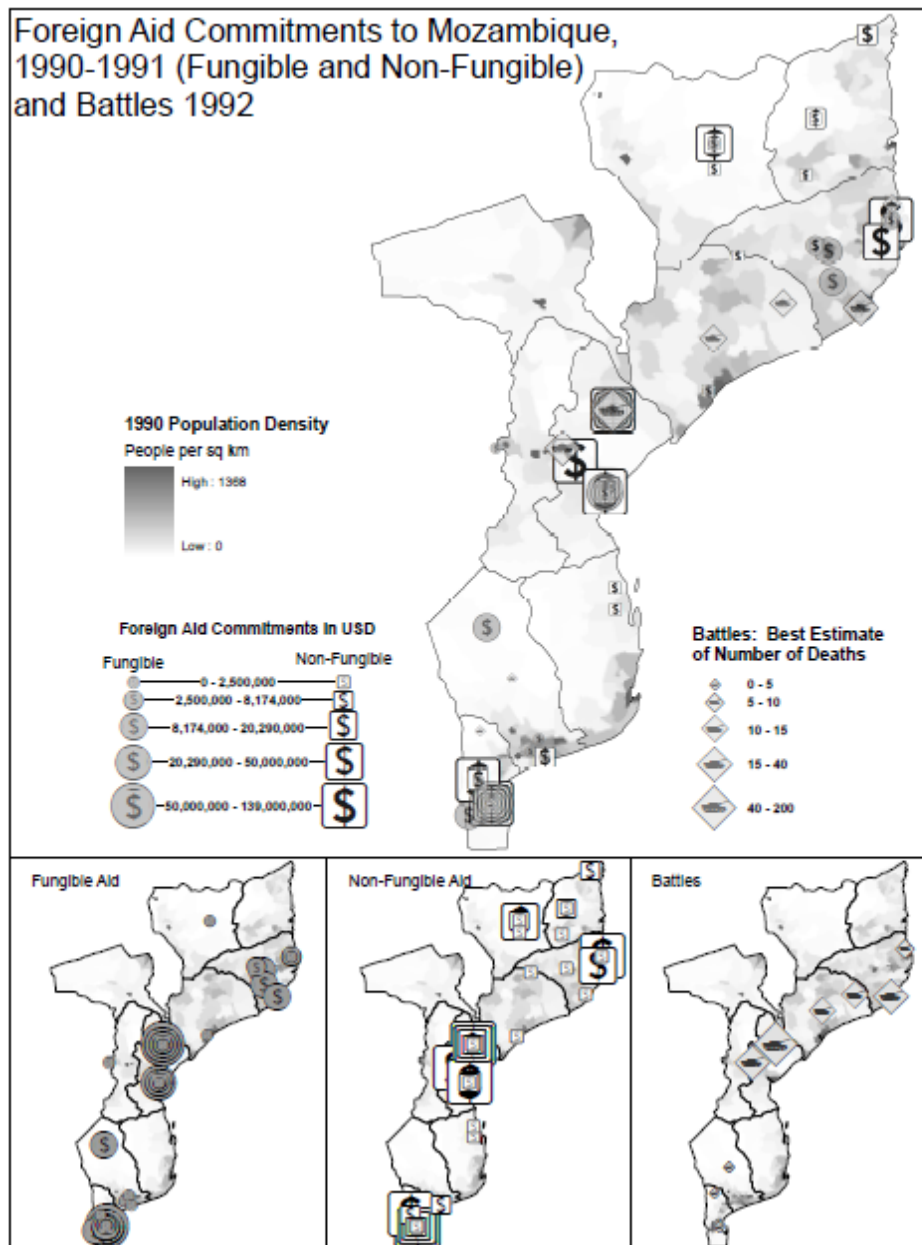 Foreign Aid Commitments to Mozambique,
1990-1991 (Fungible and Non-Fungible)
and Battles 1992
1990 Population Density
People per sq km
High : 1368
Low : 0
Foreign Aid Commitments in USD
Fungible
Non-Fungible
0 - 2,500,000
2,500,000 - 8,174,000
8,174,000 - 20,290,000
20,290,000 - 50,000,000
50,000,000 - 139,000,000
Battles: Best Estimate
of Number of Deaths
0 - 5
5 - 10
10 - 15
15 - 40
40 - 200
Fungible Aid
Non-Fungible Aid
Battles